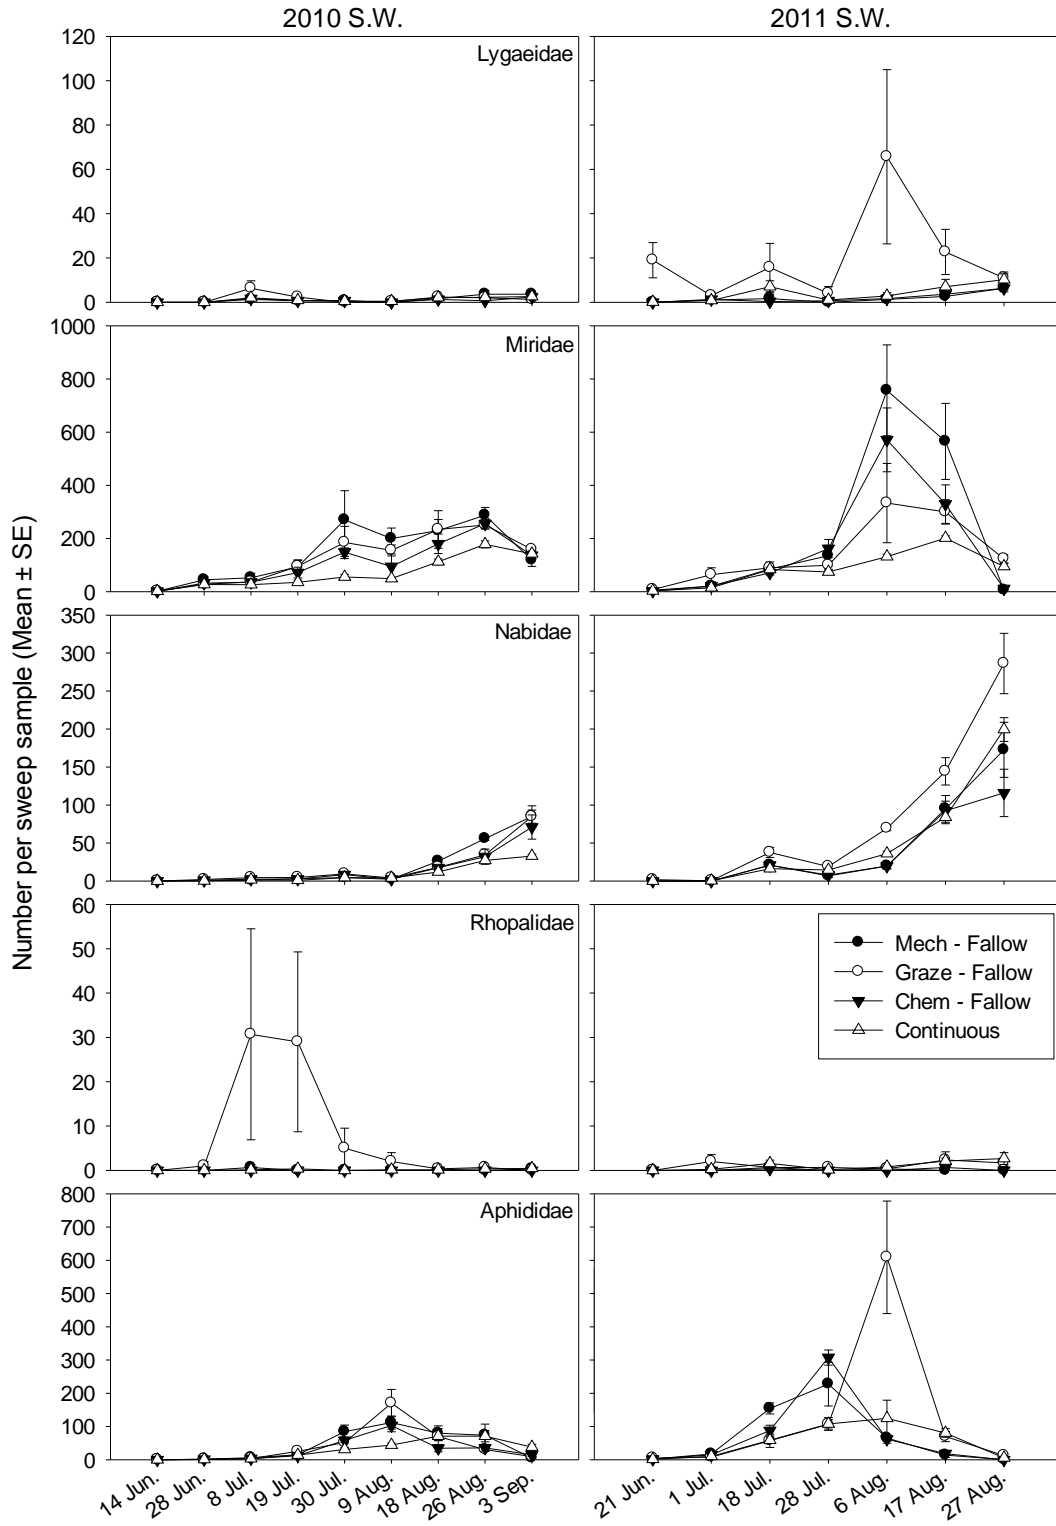 2010 S.W.
2011 S.W.
Number per sweep sample (Mean ± SE)
120
100
80
60
40
20
0
Lygaeidae
1000
800
600
400
200
0
Miridae
350
300
250
200
150
100
50
0
Nabidae
60
50
40
30
20
10
0
Rhopalidae
Mech - Fallow
Graze - Fallow
Chem - Fallow
Continuous
800
700
600
500
400
300
200
100
0
Aphididae
14 Jun.
28 Jun.
8 Jul.
19 Jul.
30 Jul.
9 Aug.
18 Aug.
26 Aug.
3 Sep.
21 Jun.
1 Jul.
18 Jul.
28 Jul.
6 Aug.
17 Aug.
27 Aug.